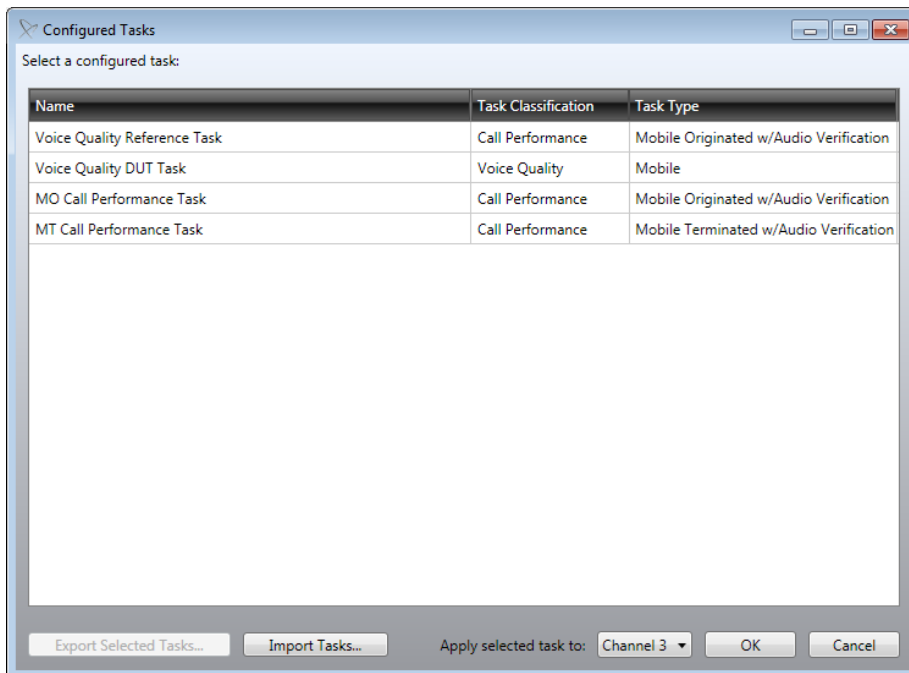 Configured Tasks
Select a configured task:
Name Task Classification Task Type
Voice Quality Reference Task Call Performance Mobile Originated w/Audio Verification
Voice Quality DUT Task Voice Quality Mobile
MO Call Performance Task Call Performance Mobile Originated w/Audio Verification
MT Call Performance Task Call Performance Mobile Terminated w/Audio Verification
Export Selected Tasks... Import Tasks... Apply selected task to: Channel 3 OK Cancel